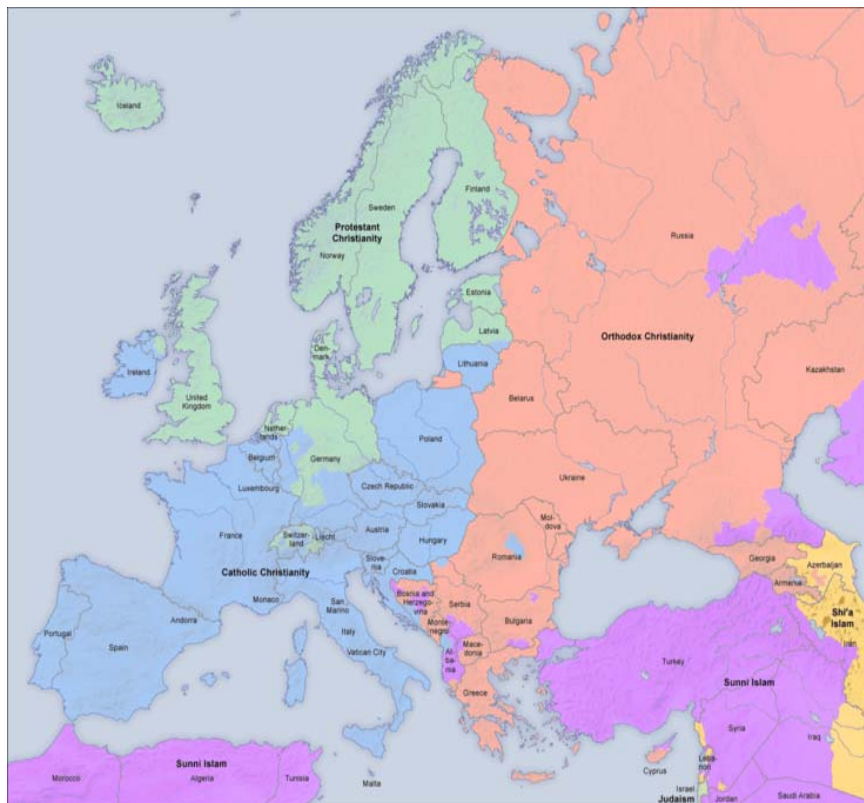 Iceland
Finland
Sweden
Protestant
Christianity
Norway
Russia
Estonia
Latvia
Orthodox Christianity
Den-
mark
Lithuania
Ireland
Kazakhstan
United
Kingdom
Belarus
Nether-
lands
Poland
Germany
Belgium
Ukraine
Luxembourg
Czech Republic
Slovakia
Mol-
dova
France
Switzer-
land
Liecht.
Austria
Hungary
Romania
Slove-
nia
Georgia
Azerbaijan
Catholic Christianity
Croatia
Armenia
Bosnia and
Herzego-
vina
Monaco
San
Marino
Serbia
Shi'a
Islam
Andorra
Monte-
negro
Bulgaria
Portugal
Italy
Iran
Spain
Vatican City
Al-
ba-
nia
Mace-
donia
Turkey
Greece
Sunni Islam
Syria
Iraq
Sunni Islam
Morocco
Algeria
Tunisia
Malta
Cyprus
Leba-
non
Israel
Judaism
Jordan
Saudi Arabia